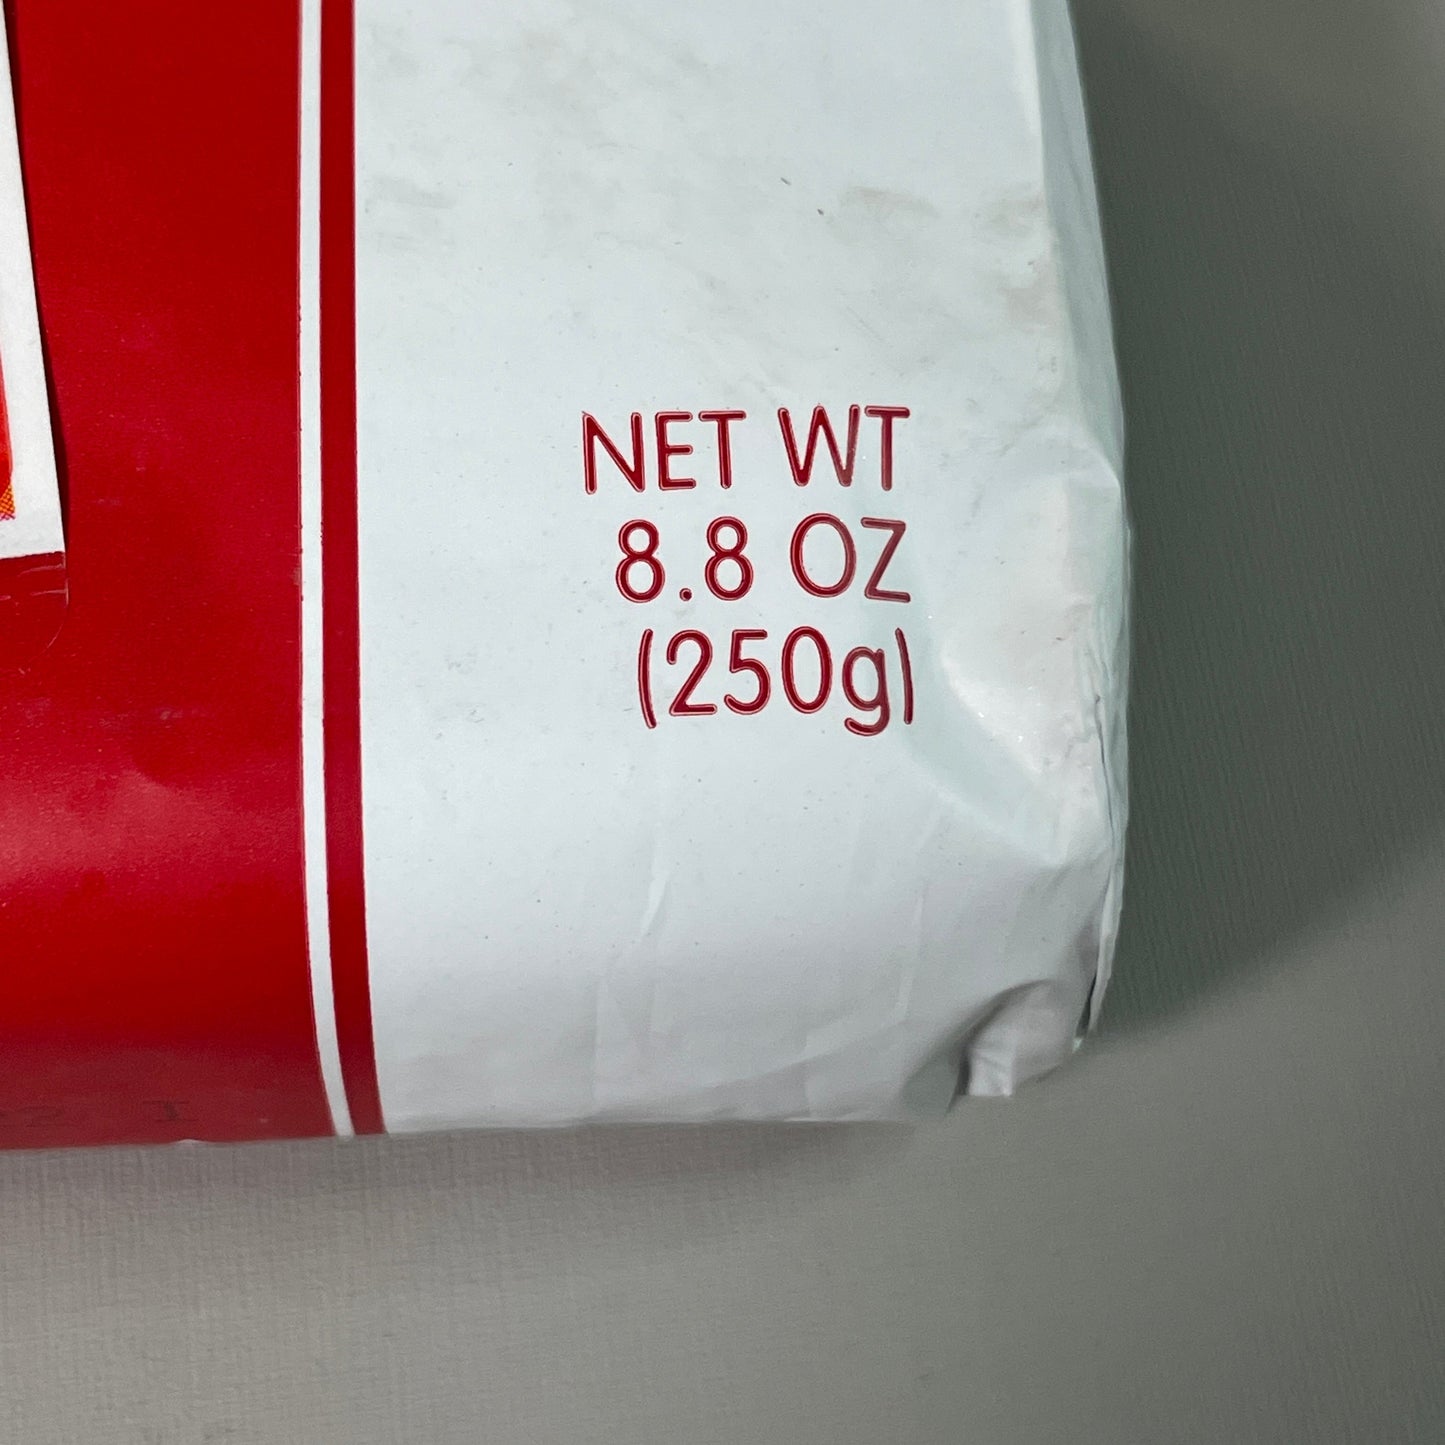 NET WT
8.8 OZ
(250g)